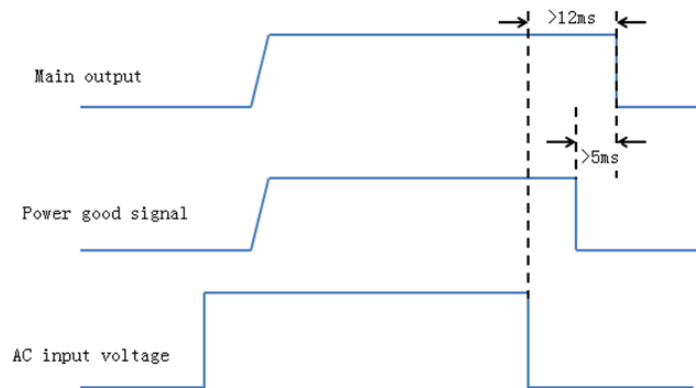 >12ms
Main output
>5ms
Power good signal
AC input voltage